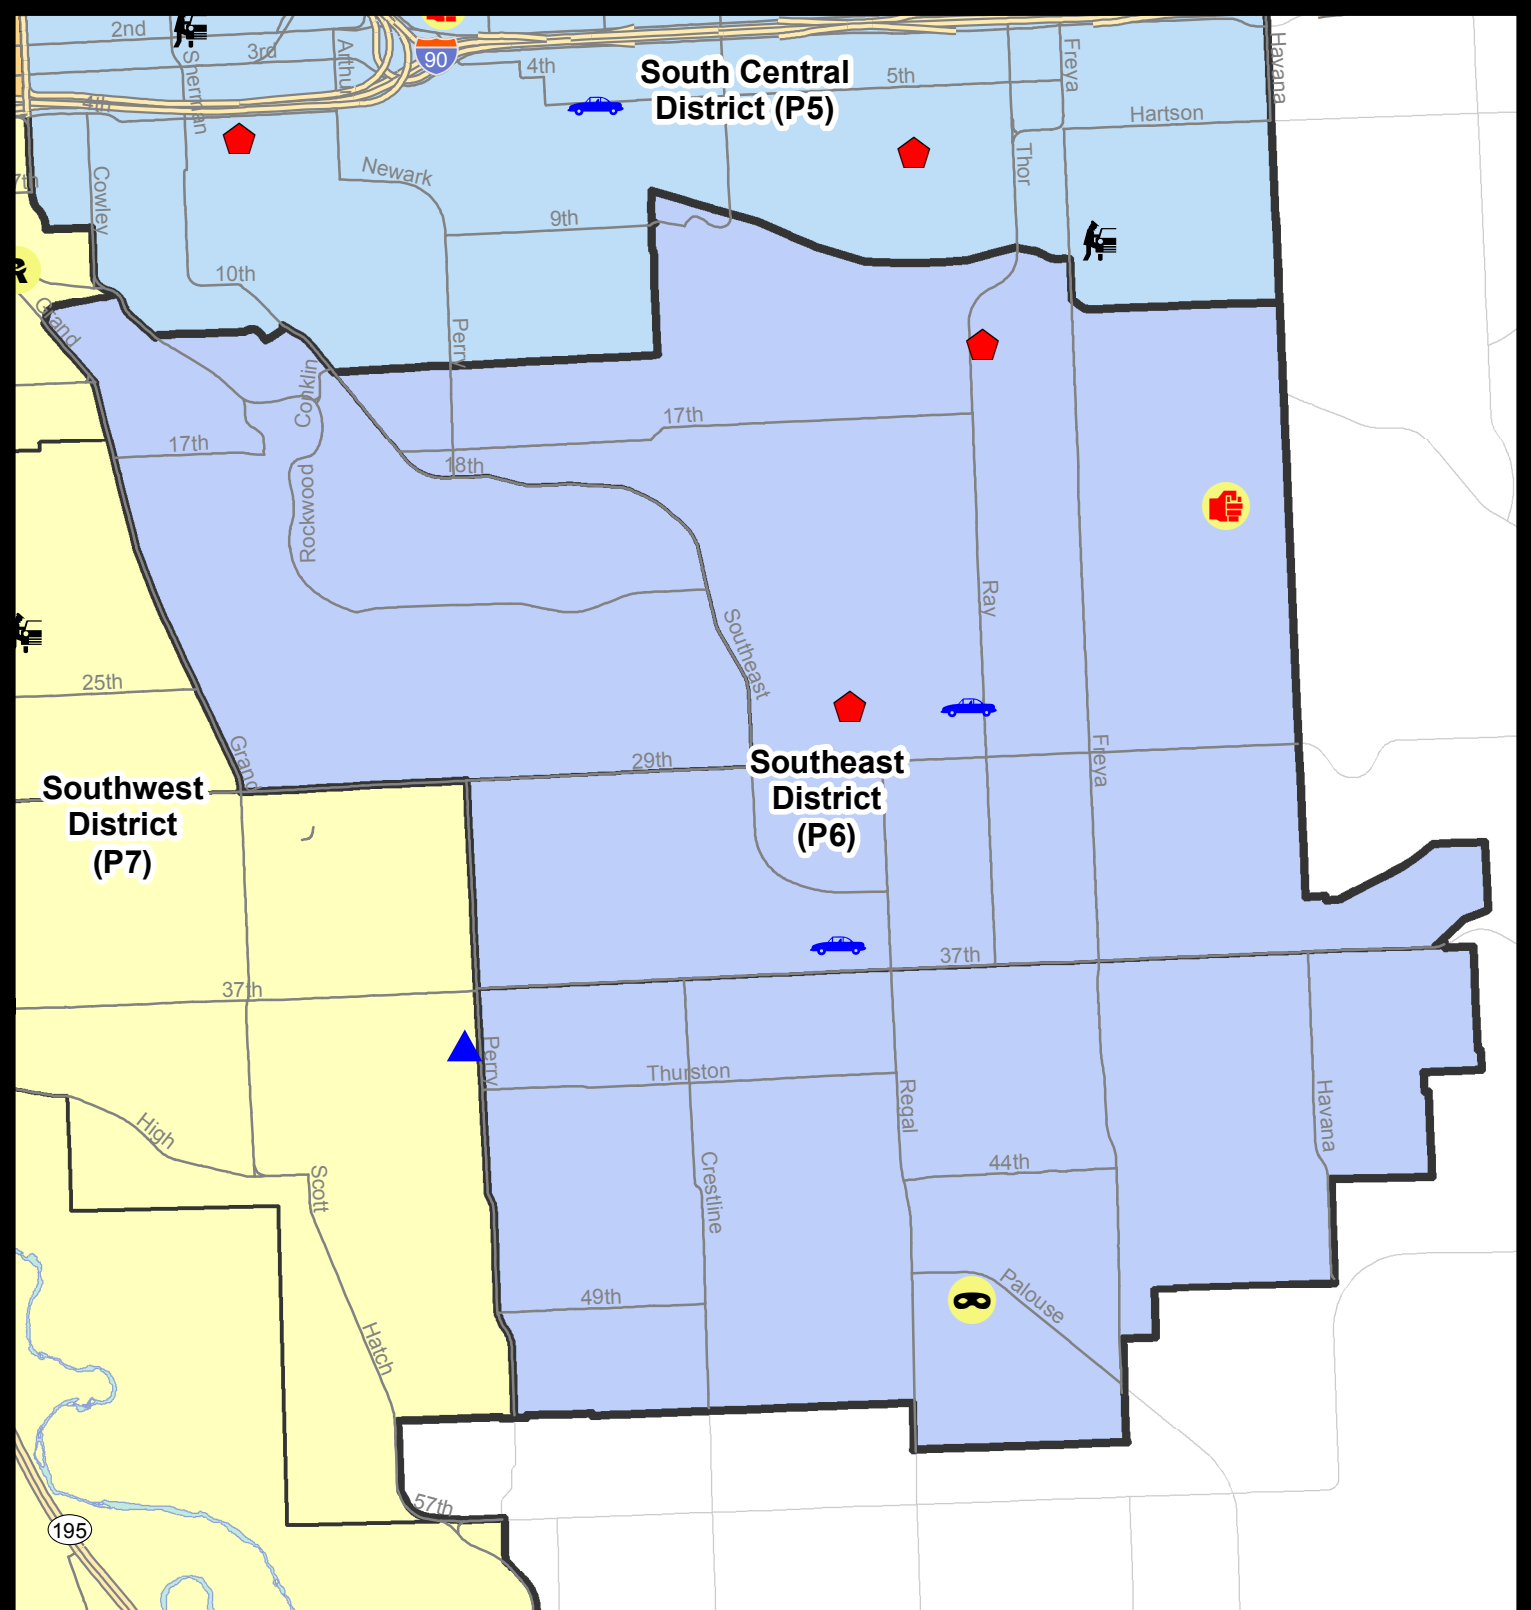 2nd
3rd
Sherman
Arthur
90
4th
South Central
District (P5)
5th
Freya
Havana
4th
Hartson
Thor
Newark
Cowley
7th
9th
10th
Grand
Perry
Conklin
17th
17th
18th
Rockwood
Ray
Southeast
25th
Grand
29th
Freya
Southeast
District
(P6)
Southwest
District
(P7)
37th
37th
Perry
Thurston
Regal
Havana
High
Scott
Crestline
44th
49th
Palouse
Hatch
57th
195